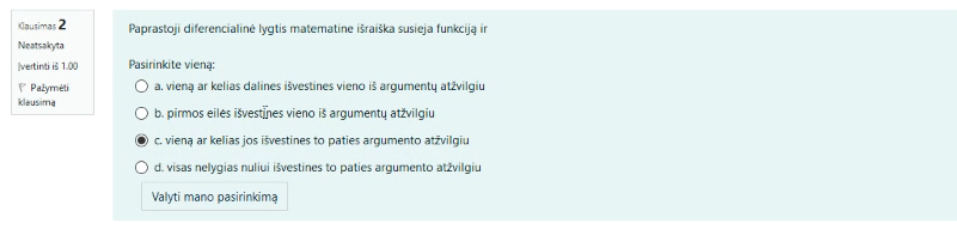 Klausimas 2
Neatsakyta
Įvertinti iš 1.00
Pažymėti
klausimą
Paprastoji diferencialinė lygtis matematine išraiška susieja funkciją ir
Pasirinkite vieną:
a. vieną ar kelias dalines išvestines vieno iš argumentų atžvilgiu
b. pirmos eilės išvestines vieno iš argumentų atžvilgiu
c. vieną ar kelias jos išvestines to paties argumento atžvilgiu
d. visas nelygias nuliui išvestines to paties argumento atžvilgiu
Valyti mano pasirinkimą